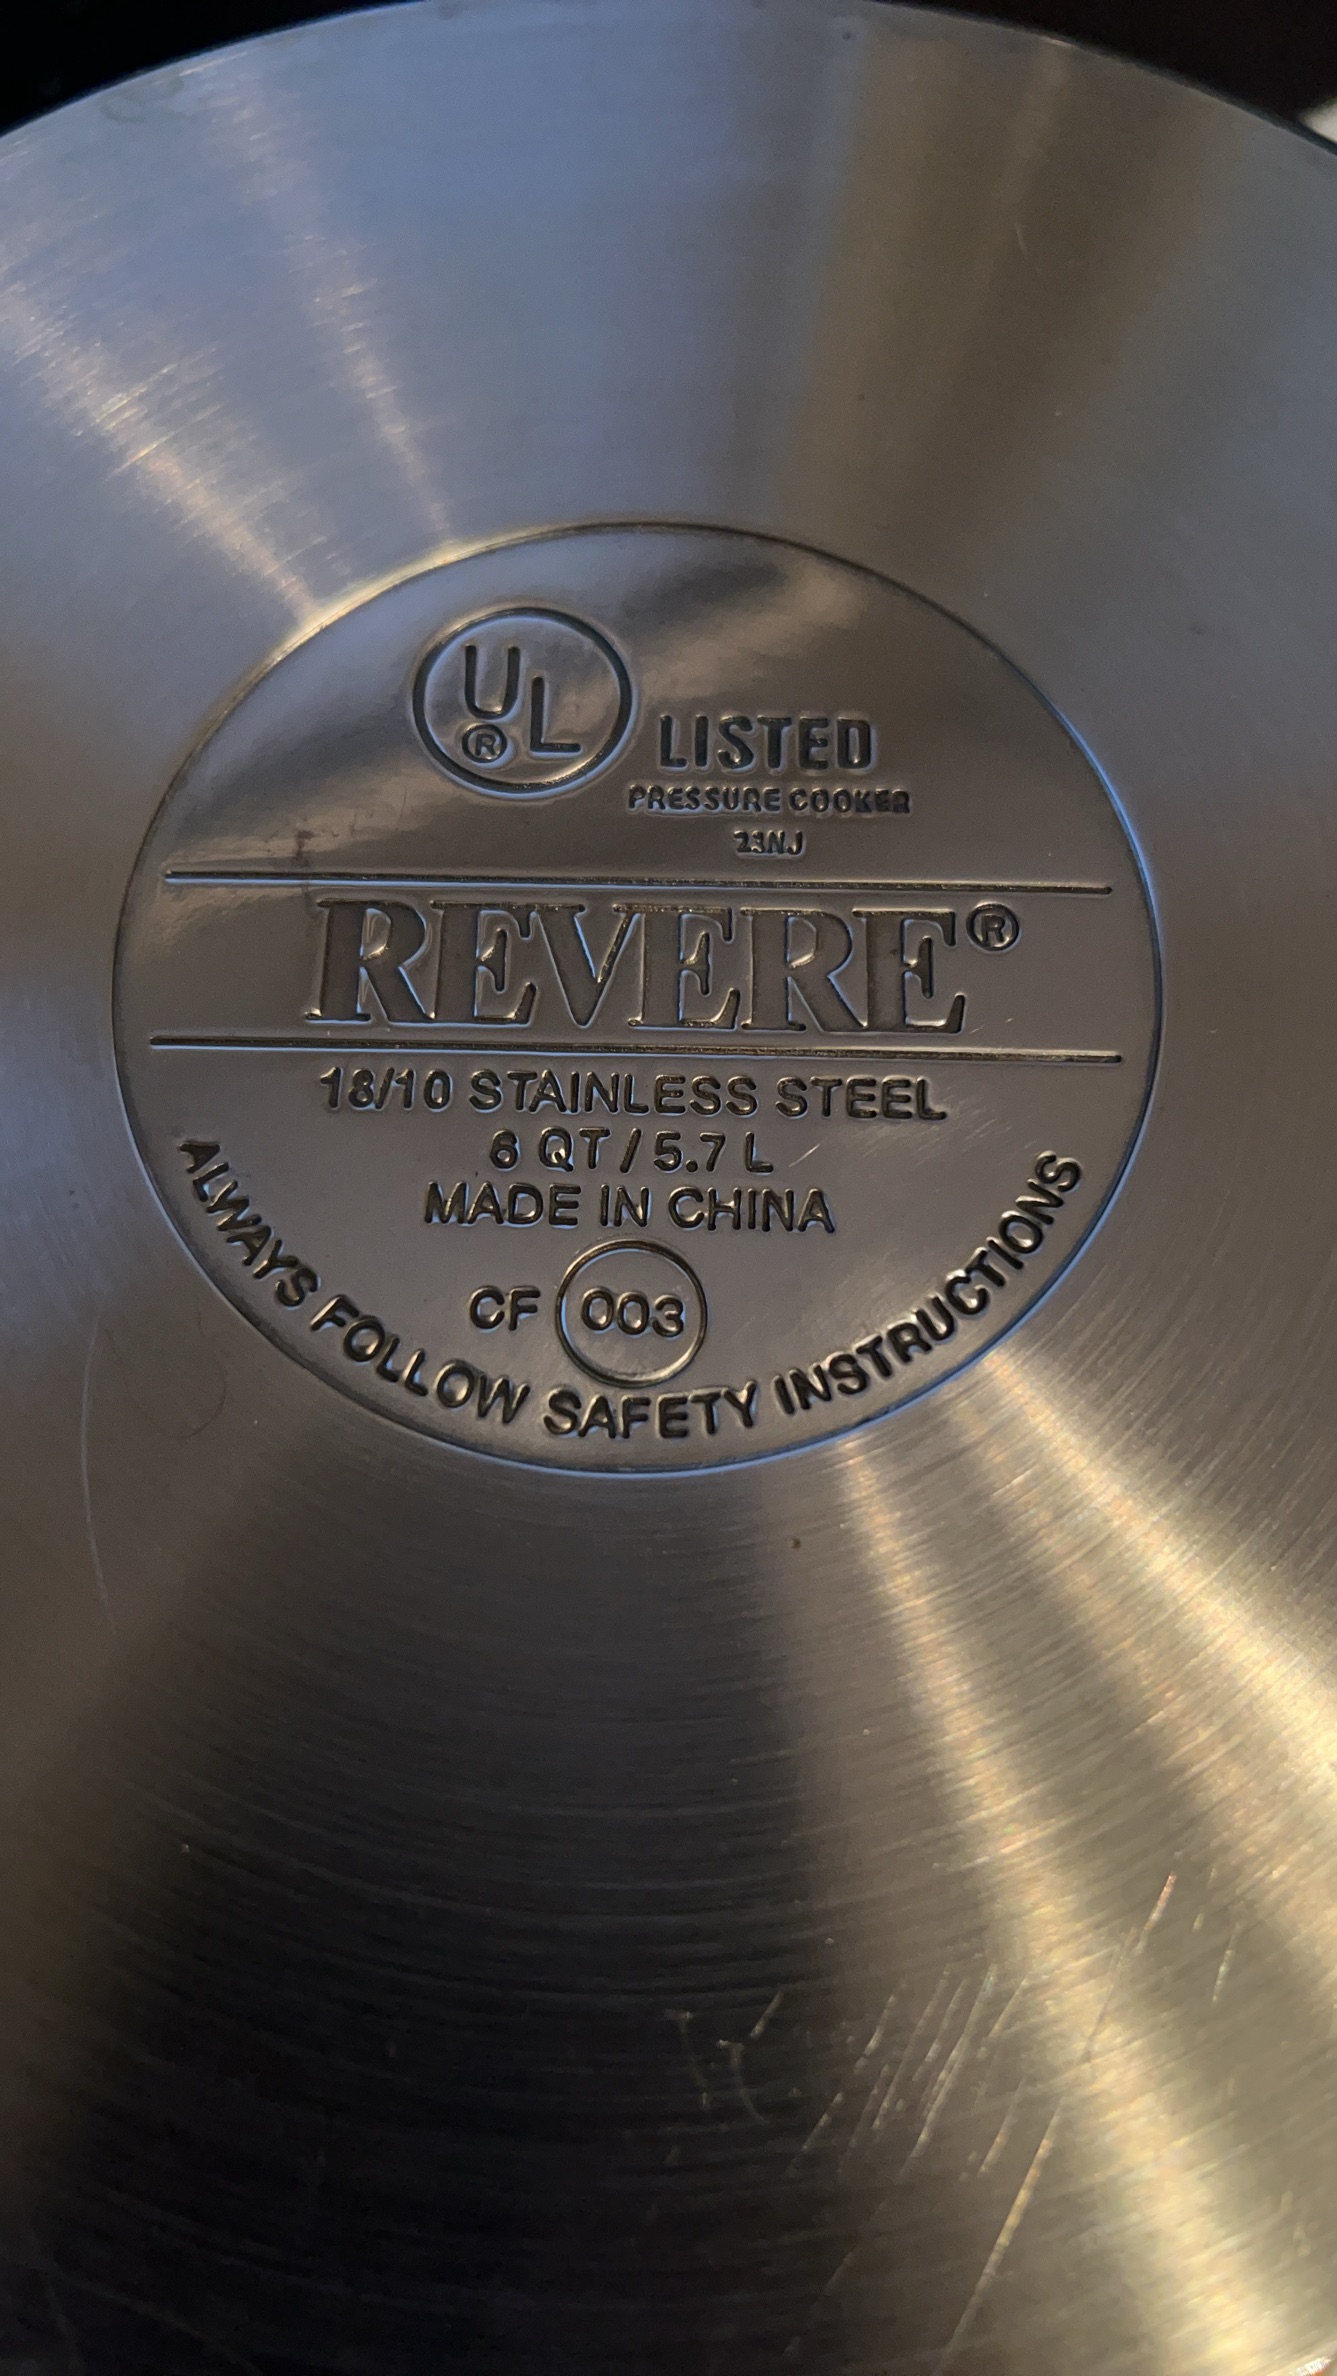 UL®
LISTED
PRESSURE COOKER
23NJ
REVERE®
18/10 STAINLESS STEEL
6 QT / 5.7 L
MADE IN CHINA
CF 003
ALWAYS FOLLOW SAFETY INSTRUCTIONS